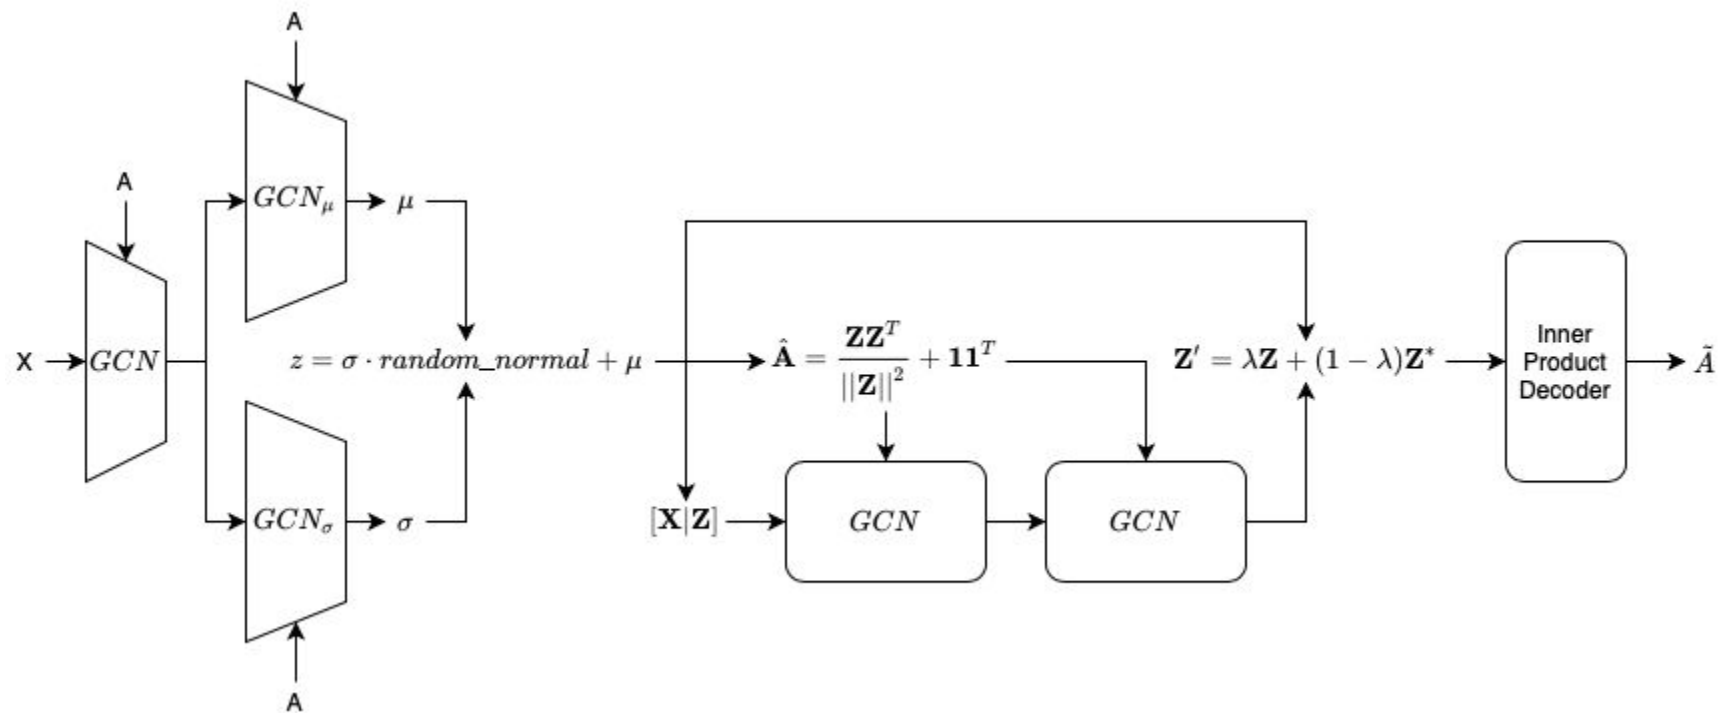 A
A
GCN_μ
μ
X
GCN
z = σ · random_normal + μ
GCN_σ
σ
A
Â = ZZ^T / ||Z||^2 + 11^T
[X|Z]
GCN
GCN
Z′ = λZ + (1 − λ)Z*
Inner
Product
Decoder
Ã